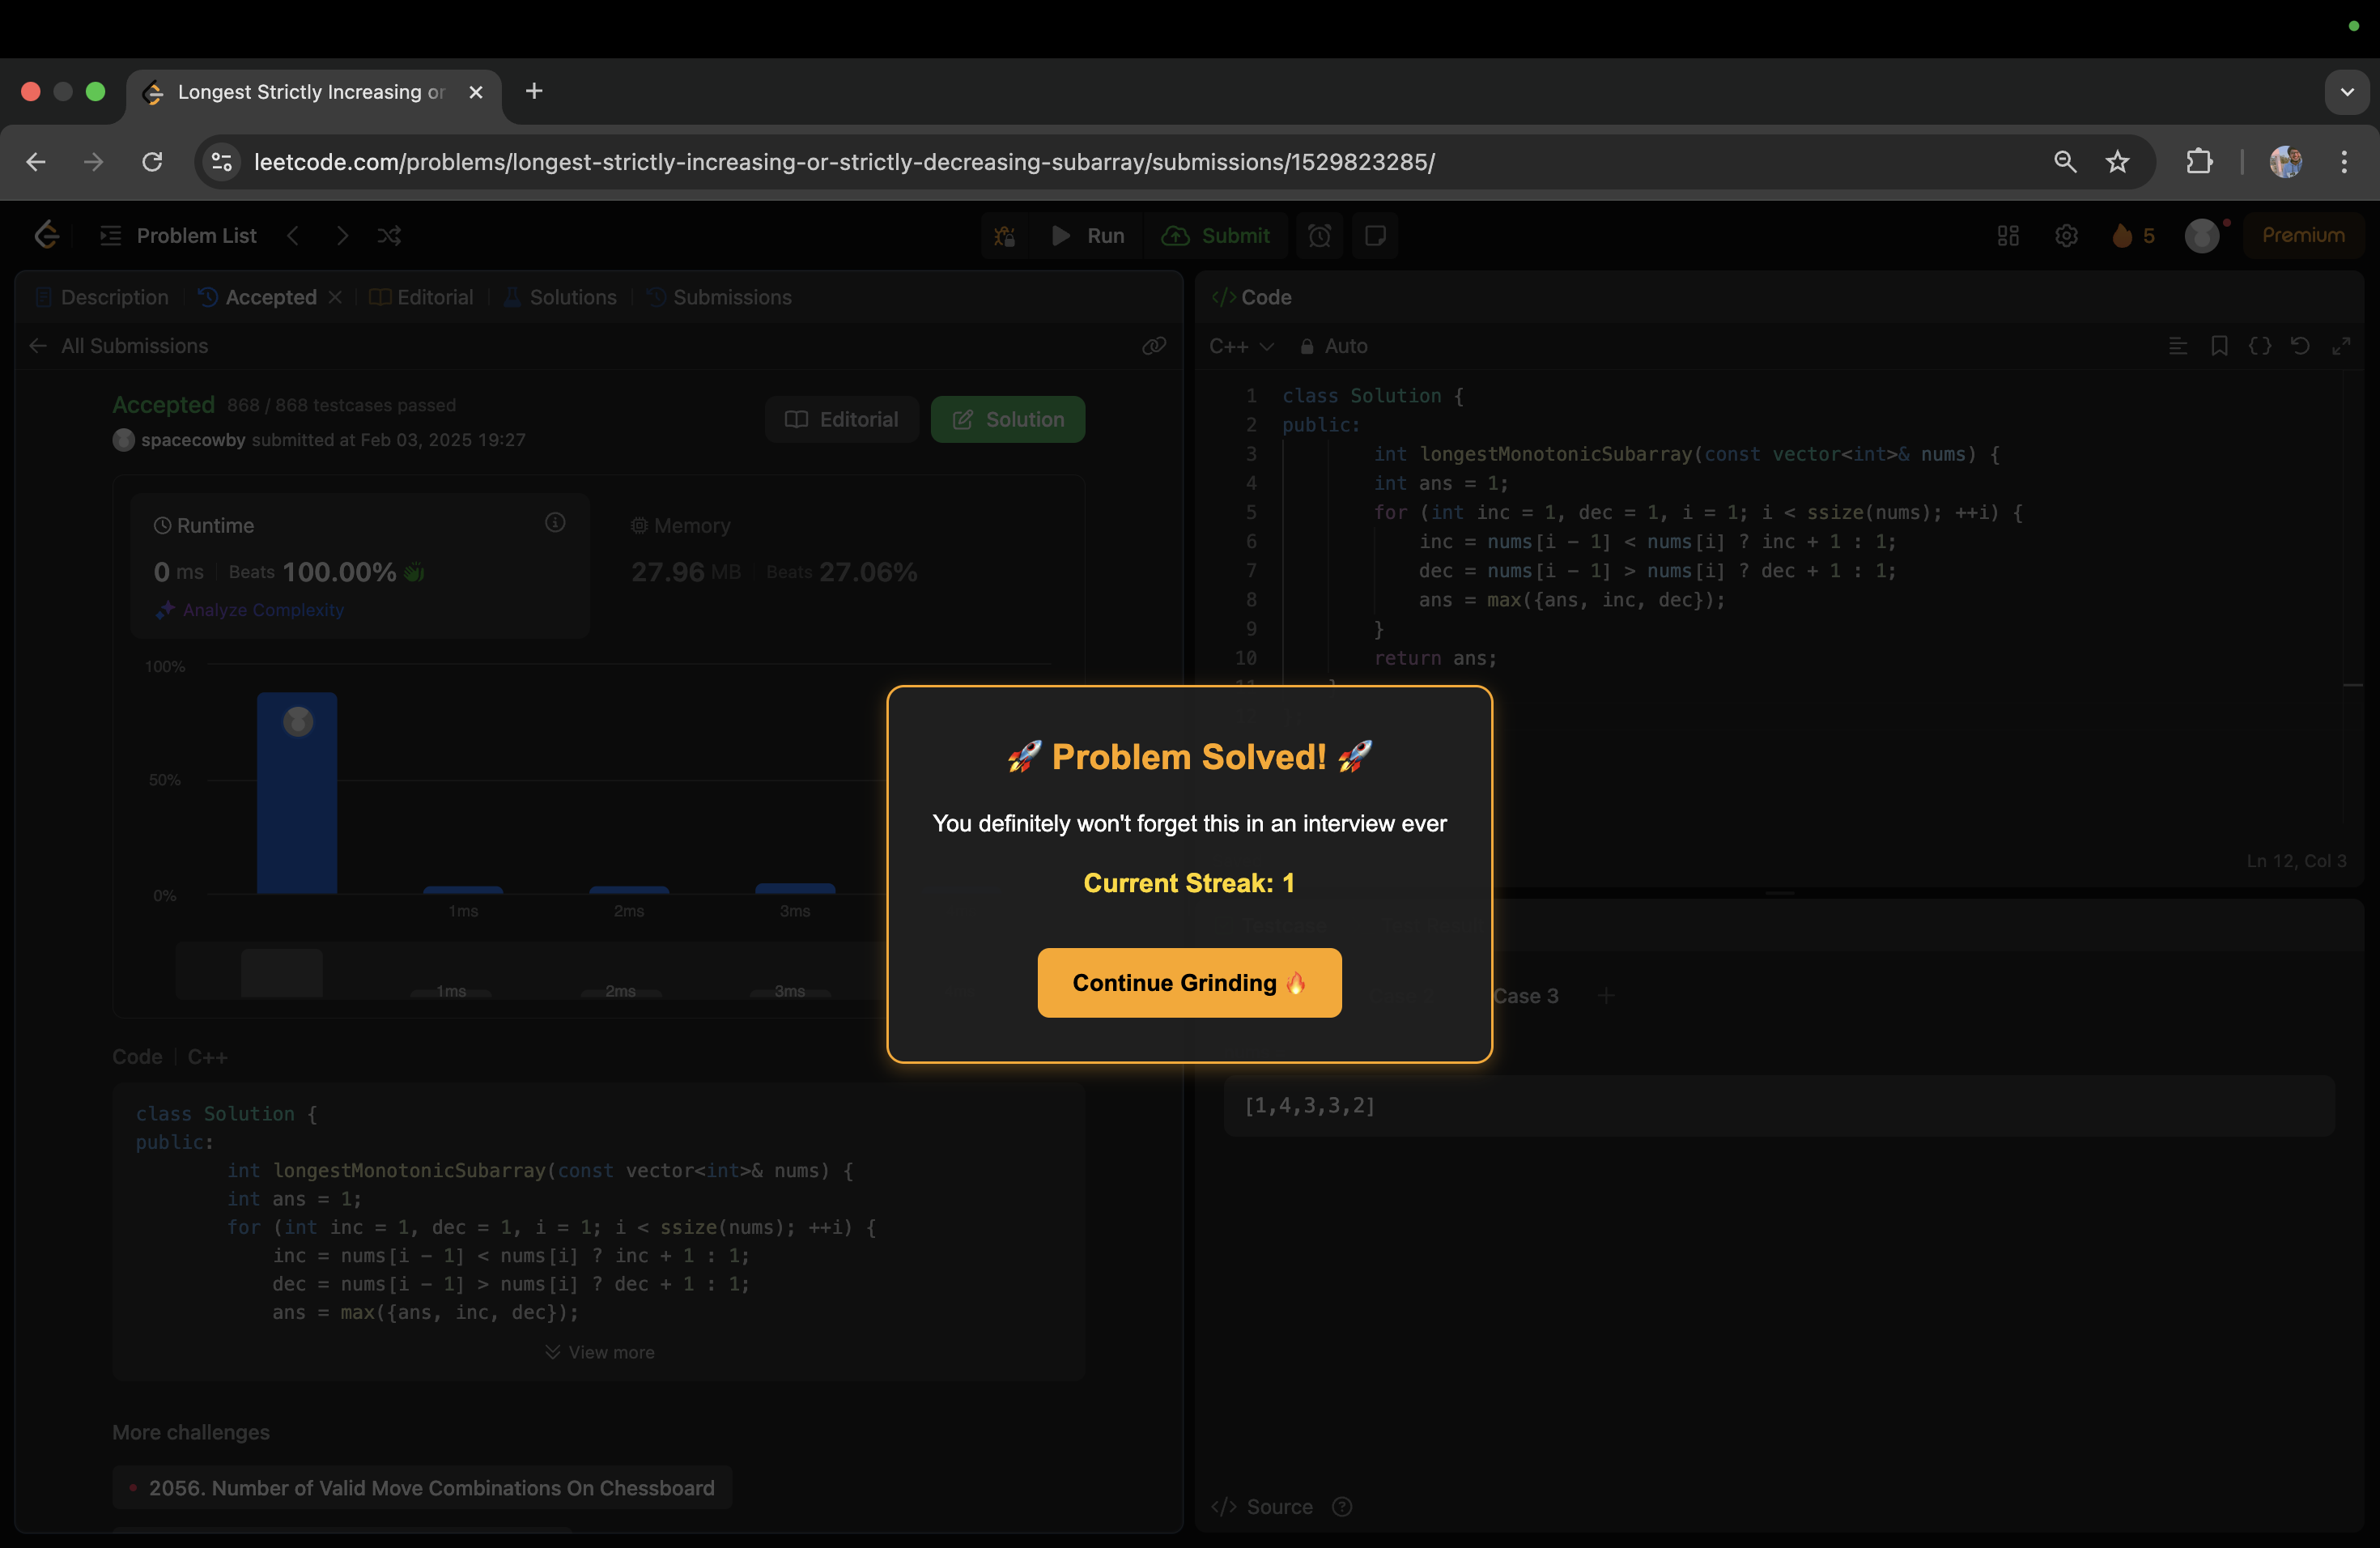 Longest Strictly Increasing or
leetcode.com/problems/longest-strictly-increasing-or-strictly-decreasing-subarray/submissions/1529823285/
Problem List
Run
Submit
5
Premium
Description
Accepted
Editorial
Solutions
Submissions
All Submissions
Accepted 868 / 868 testcases passed
spacecowby submitted at Feb 03, 2025 19:27
Editorial
Solution
Runtime
0 ms Beats 100.00%
Analyze Complexity
Memory
27.96 MB Beats 27.06%
100%
50%
0%
1ms 2ms 3ms
1ms 2ms 3ms
Code | C++
class Solution {
public:
int longestMonotonicSubarray(const vector<int>& nums) {
int ans = 1;
for (int inc = 1, dec = 1, i = 1; i < ssize(nums); ++i) {
inc = nums[i - 1] < nums[i] ? inc + 1 : 1;
dec = nums[i - 1] > nums[i] ? dec + 1 : 1;
ans = max({ans, inc, dec});
View more
More challenges
2056. Number of Valid Move Combinations On Chessboard
</> Code
C++ Auto
1 class Solution {
2 public:
3 int longestMonotonicSubarray(const vector<int>& nums) {
4 int ans = 1;
5 for (int inc = 1, dec = 1, i = 1; i < ssize(nums); ++i) {
6 inc = nums[i - 1] < nums[i] ? inc + 1 : 1;
7 dec = nums[i - 1] > nums[i] ? dec + 1 : 1;
8 ans = max({ans, inc, dec});
9 }
10 return ans;
Ln 12, Col 3
🚀 Problem Solved! 🚀
You definitely won't forget this in an interview ever
Current Streak: 1
Continue Grinding 🔥
Case 3
[1,4,3,3,2]
</> Source